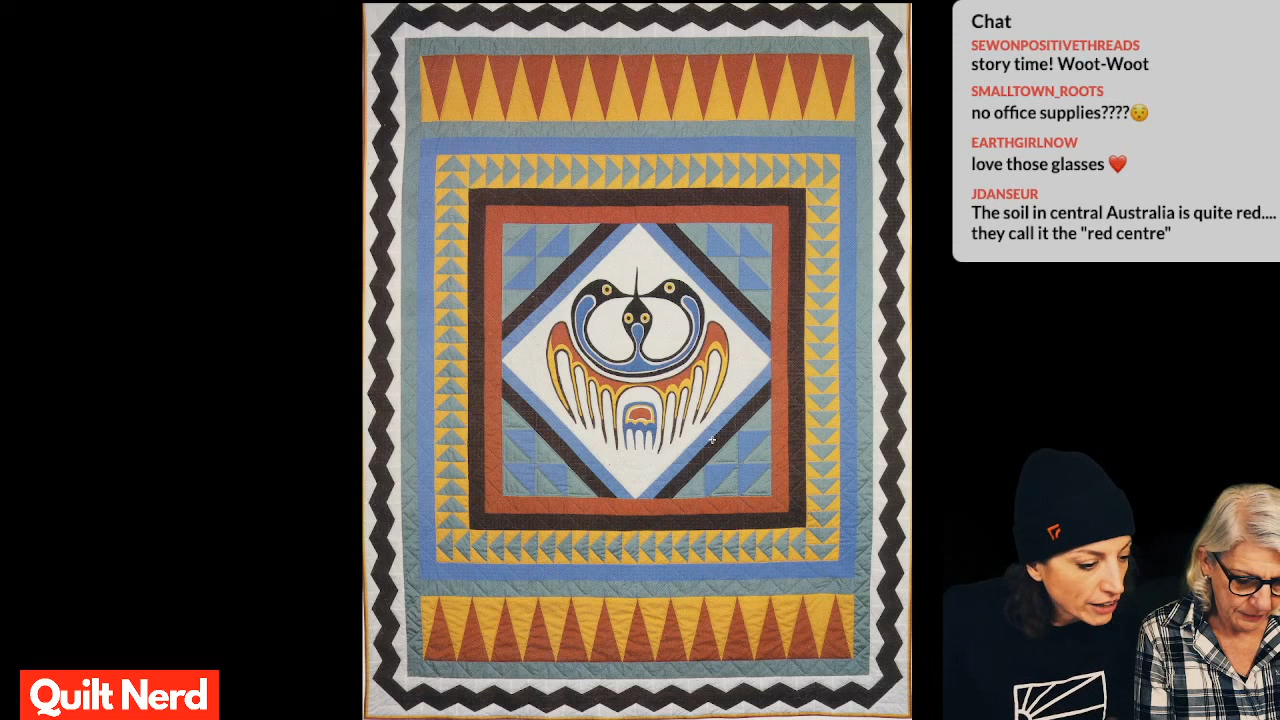 Chat
SEWONPOSITIVETHREADS
story time! Woot-Woot
SMALLTOWN_ROOTS
no office supplies????😟
EARTHGIRLNOW
love those glasses ❤️
JDANSEUR
The soil in central Australia is quite red....
they call it the "red centre"
Quilt Nerd